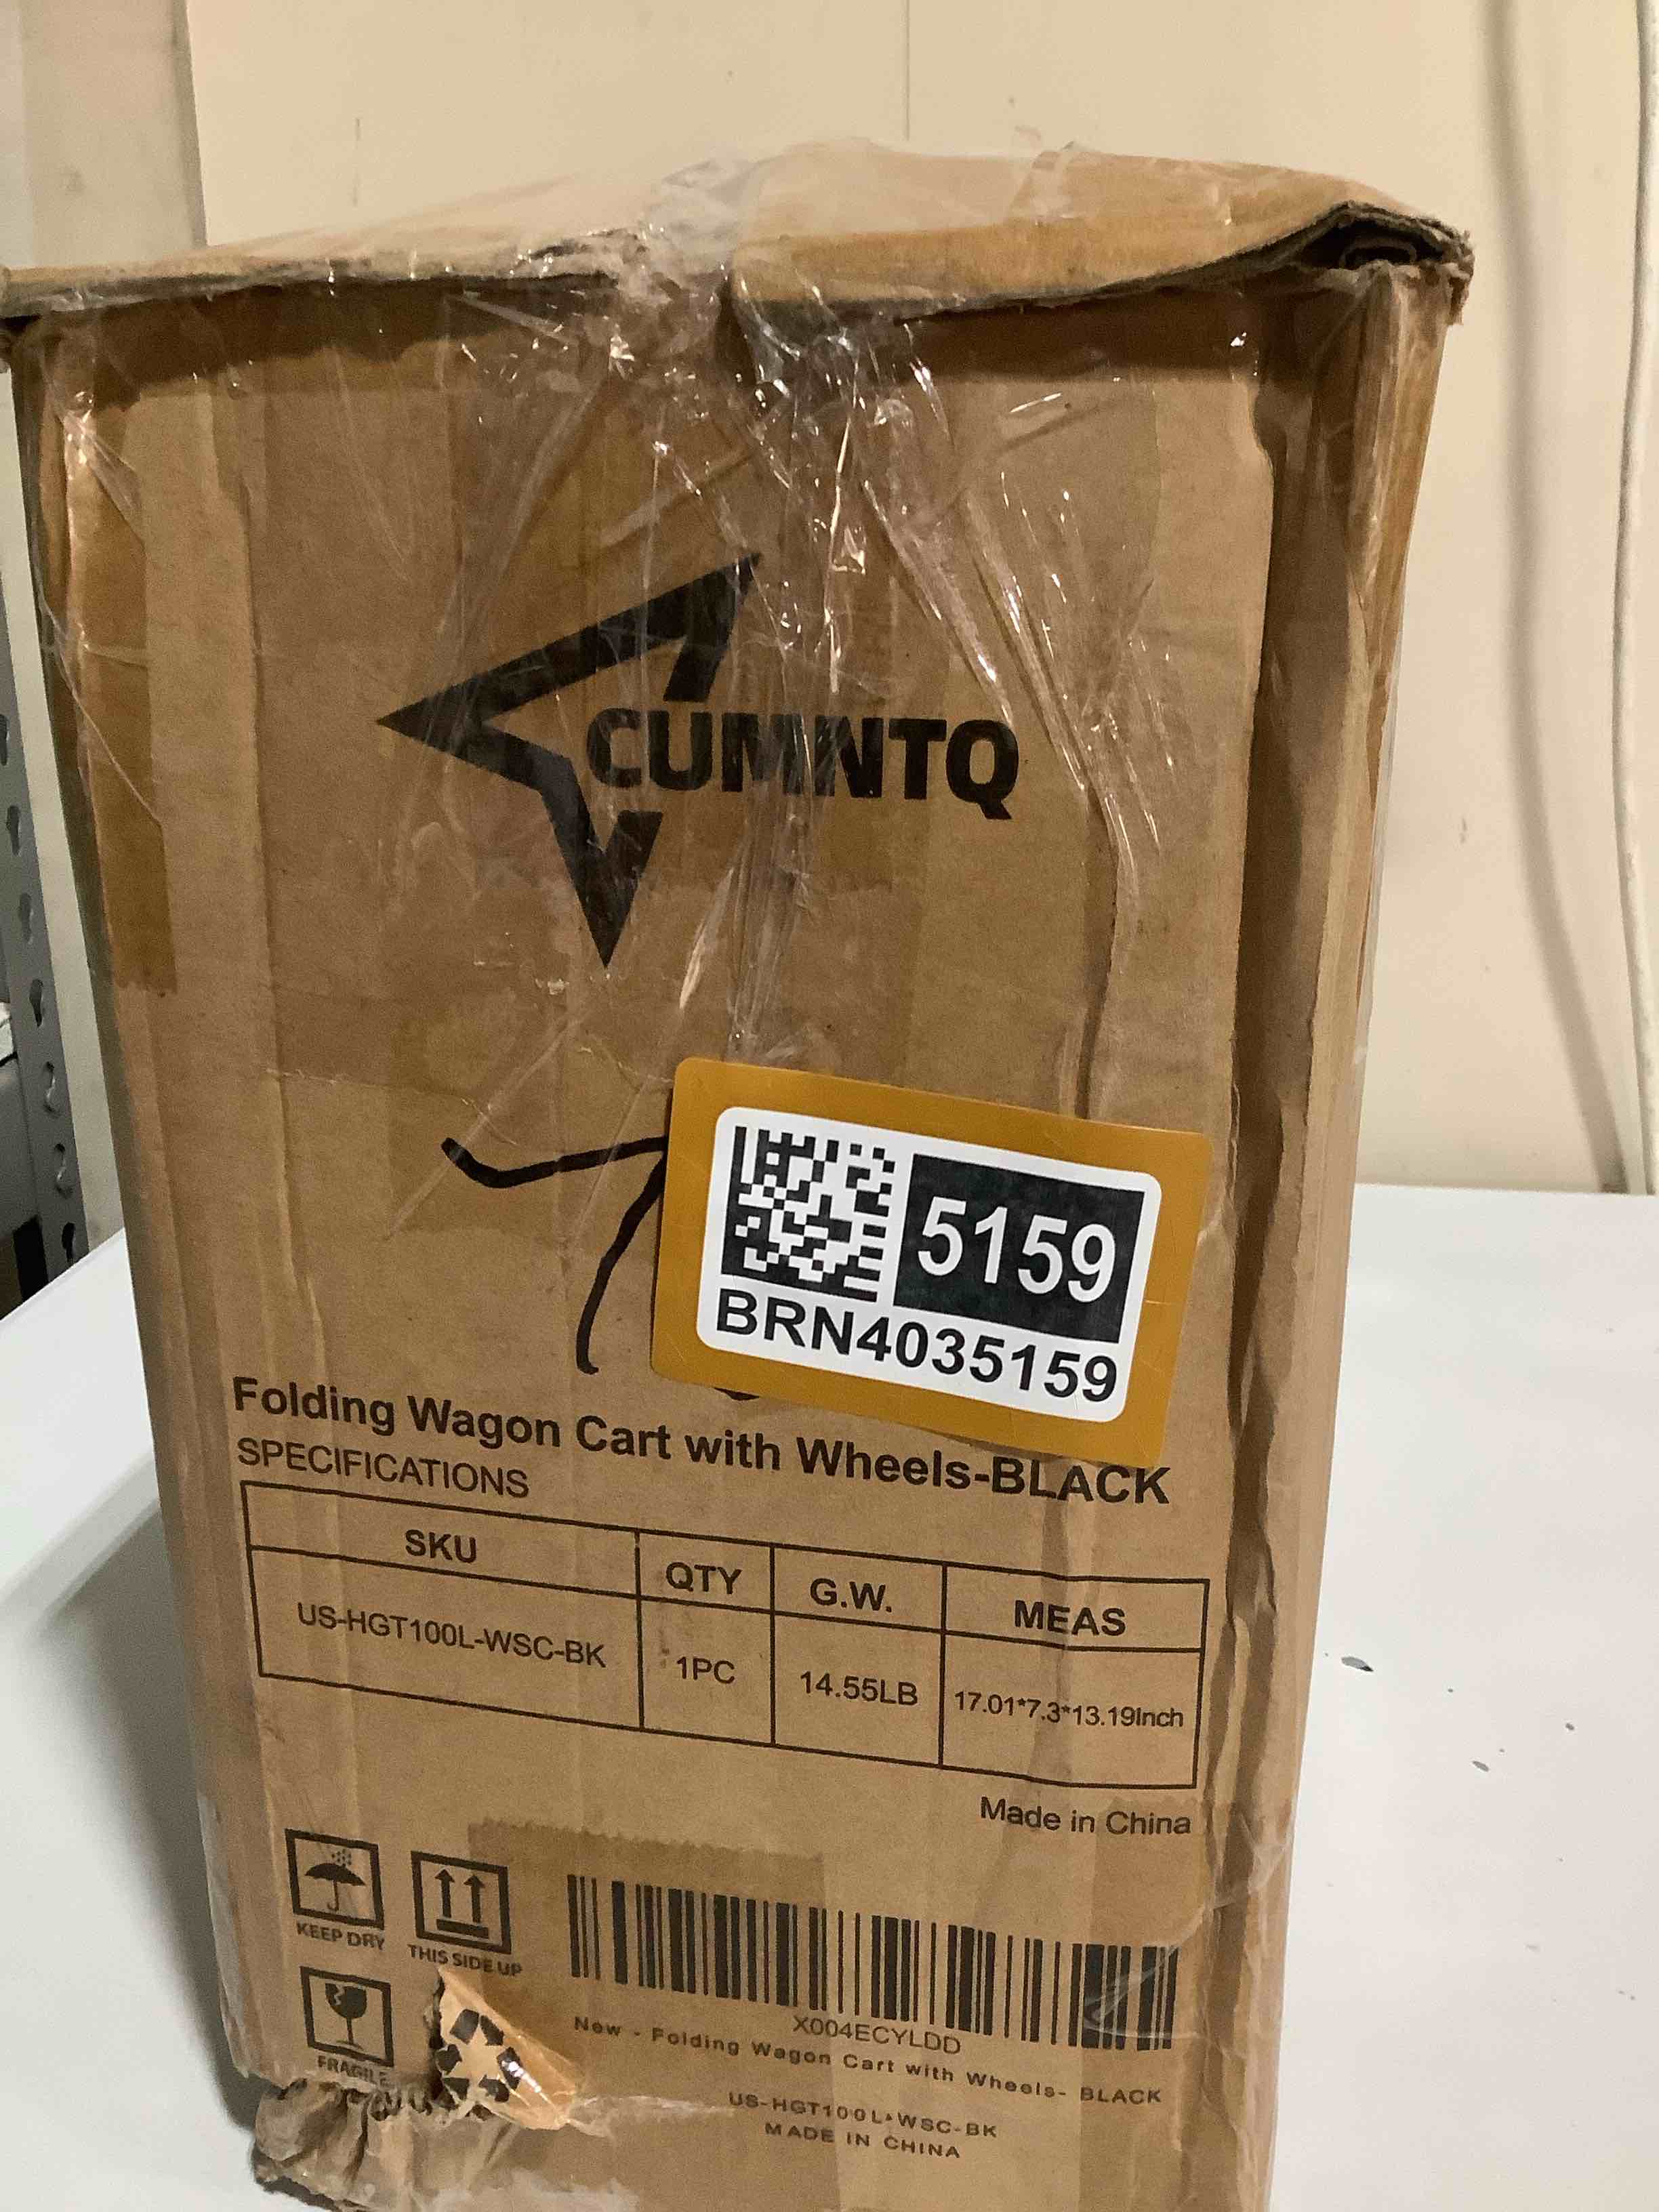 CUMNTQ
5159
BRN4035159
Folding Wagon Cart with Wheels-BLACK
SPECIFICATIONS
SKU QTY G.W. MEAS
US-HGT100L-WSC-BK 1PC 14.55LB 17.01*7.3*13.19Inch
Made in China
KEEP DRY THIS SIDE UP
FRAGILE
X004ECYLDD
New - Folding Wagon Cart with Wheels- BLACK
US-HGT100L-WSC-BK
MADE IN CHINA